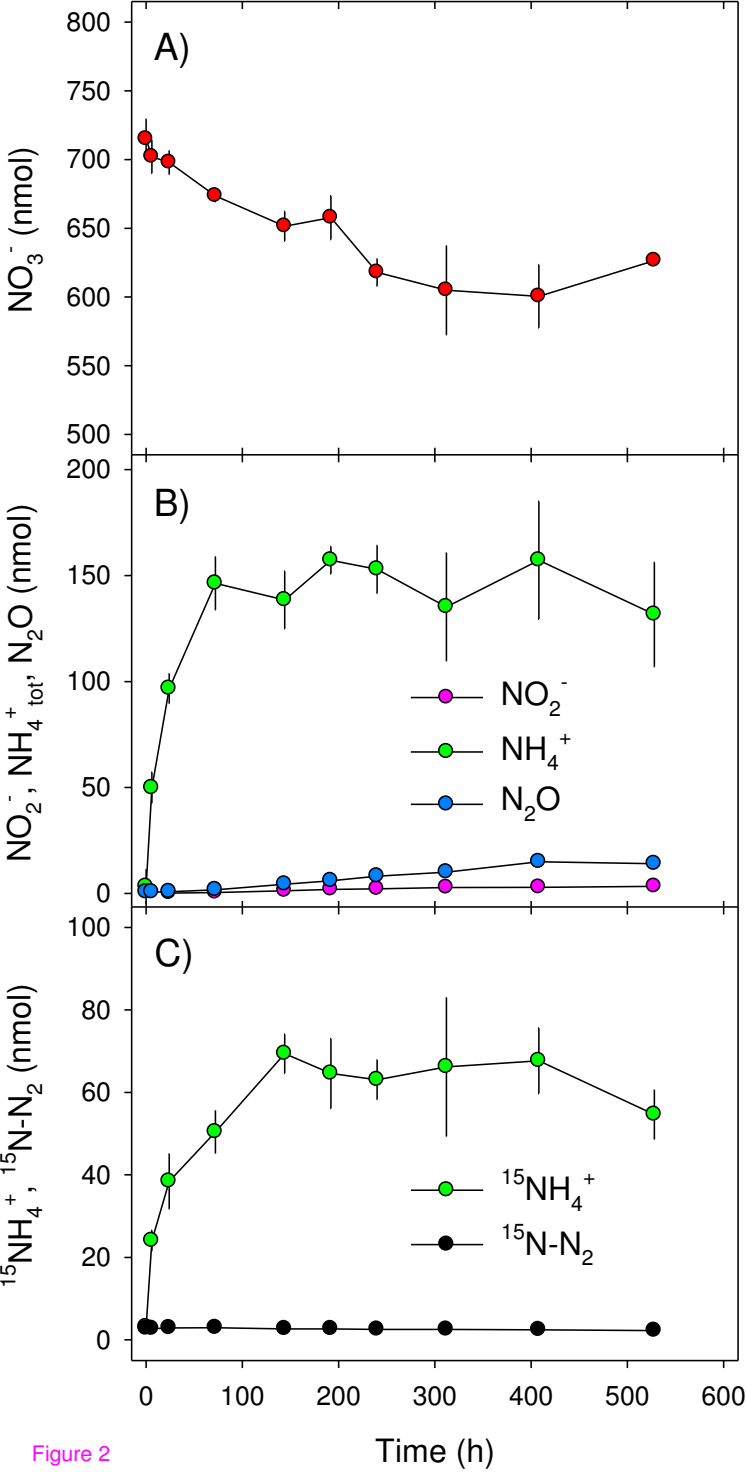 A)
800
750
700
650
600
550
500
NO₃⁻ (nmol)
B)
200
150
100
50
0
NO₂⁻, NH₄⁺ tot, N₂O (nmol)
NO₂⁻
NH₄⁺
N₂O
C)
100
80
60
40
20
0
¹⁵NH₄⁺, ¹⁵N-N₂ (nmol)
¹⁵NH₄⁺
¹⁵N-N₂
0 100 200 300 400 500 600
Time (h)
Figure 2